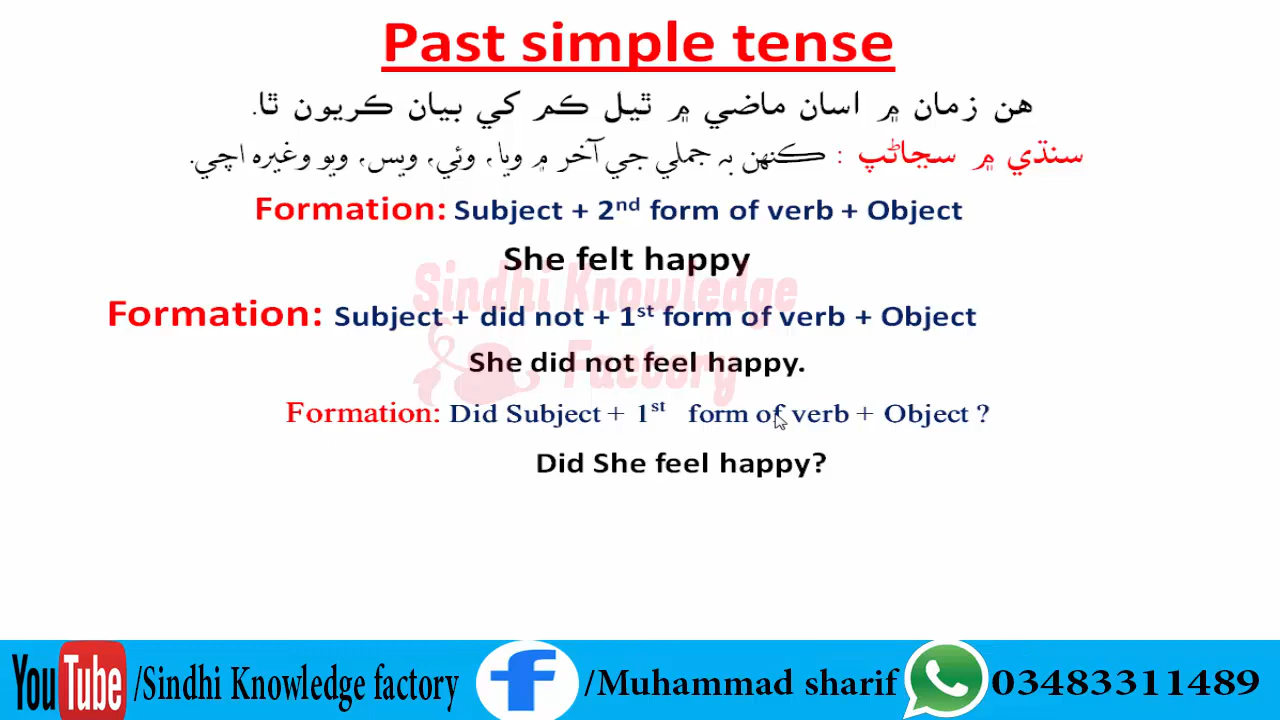 Past simple tense
هن زمان ۾ اسان ماضي ۾ ٿيل ڪم کي بيان ڪريون ٿا.
سنڌي ۾ سڃاڻپ : ڪنهن بہ جملي جي آخر ۾ ويا، وئي، ويس، ويو وغيره اچي.
Formation: Subject + 2nd form of verb + Object
She felt happy
Formation: Subject + did not + 1st form of verb + Object
She did not feel happy.
Formation: Did Subject + 1st form of verb + Object ?
Did She feel happy?
Sindhi Knowledge
Factory
YouTube /Sindhi Knowledge factory f /Muhammad sharif 03483311489